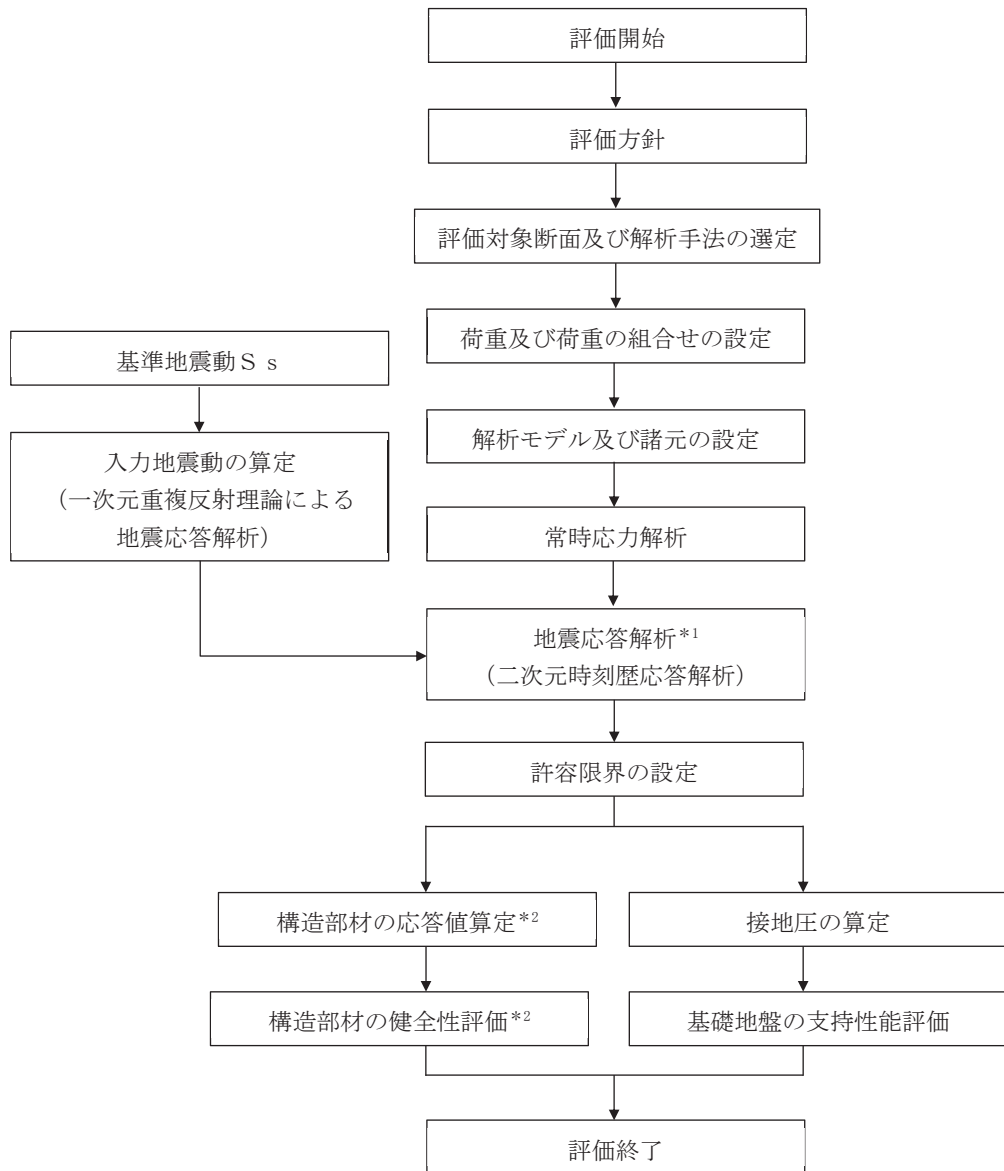 評価開始
評価方針
評価対象断面及び解析手法の選定
荷重及び荷重の組合せの設定
基準地震動Ｓｓ
解析モデル及び諸元の設定
入力地震動の算定
（一次元重複反射理論による
地震応答解析）
常時応力解析
地震応答解析*1
（二次元時刻歴応答解析）
許容限界の設定
構造部材の応答値算定*2
接地圧の算定
構造部材の健全性評価*2
基礎地盤の支持性能評価
評価終了